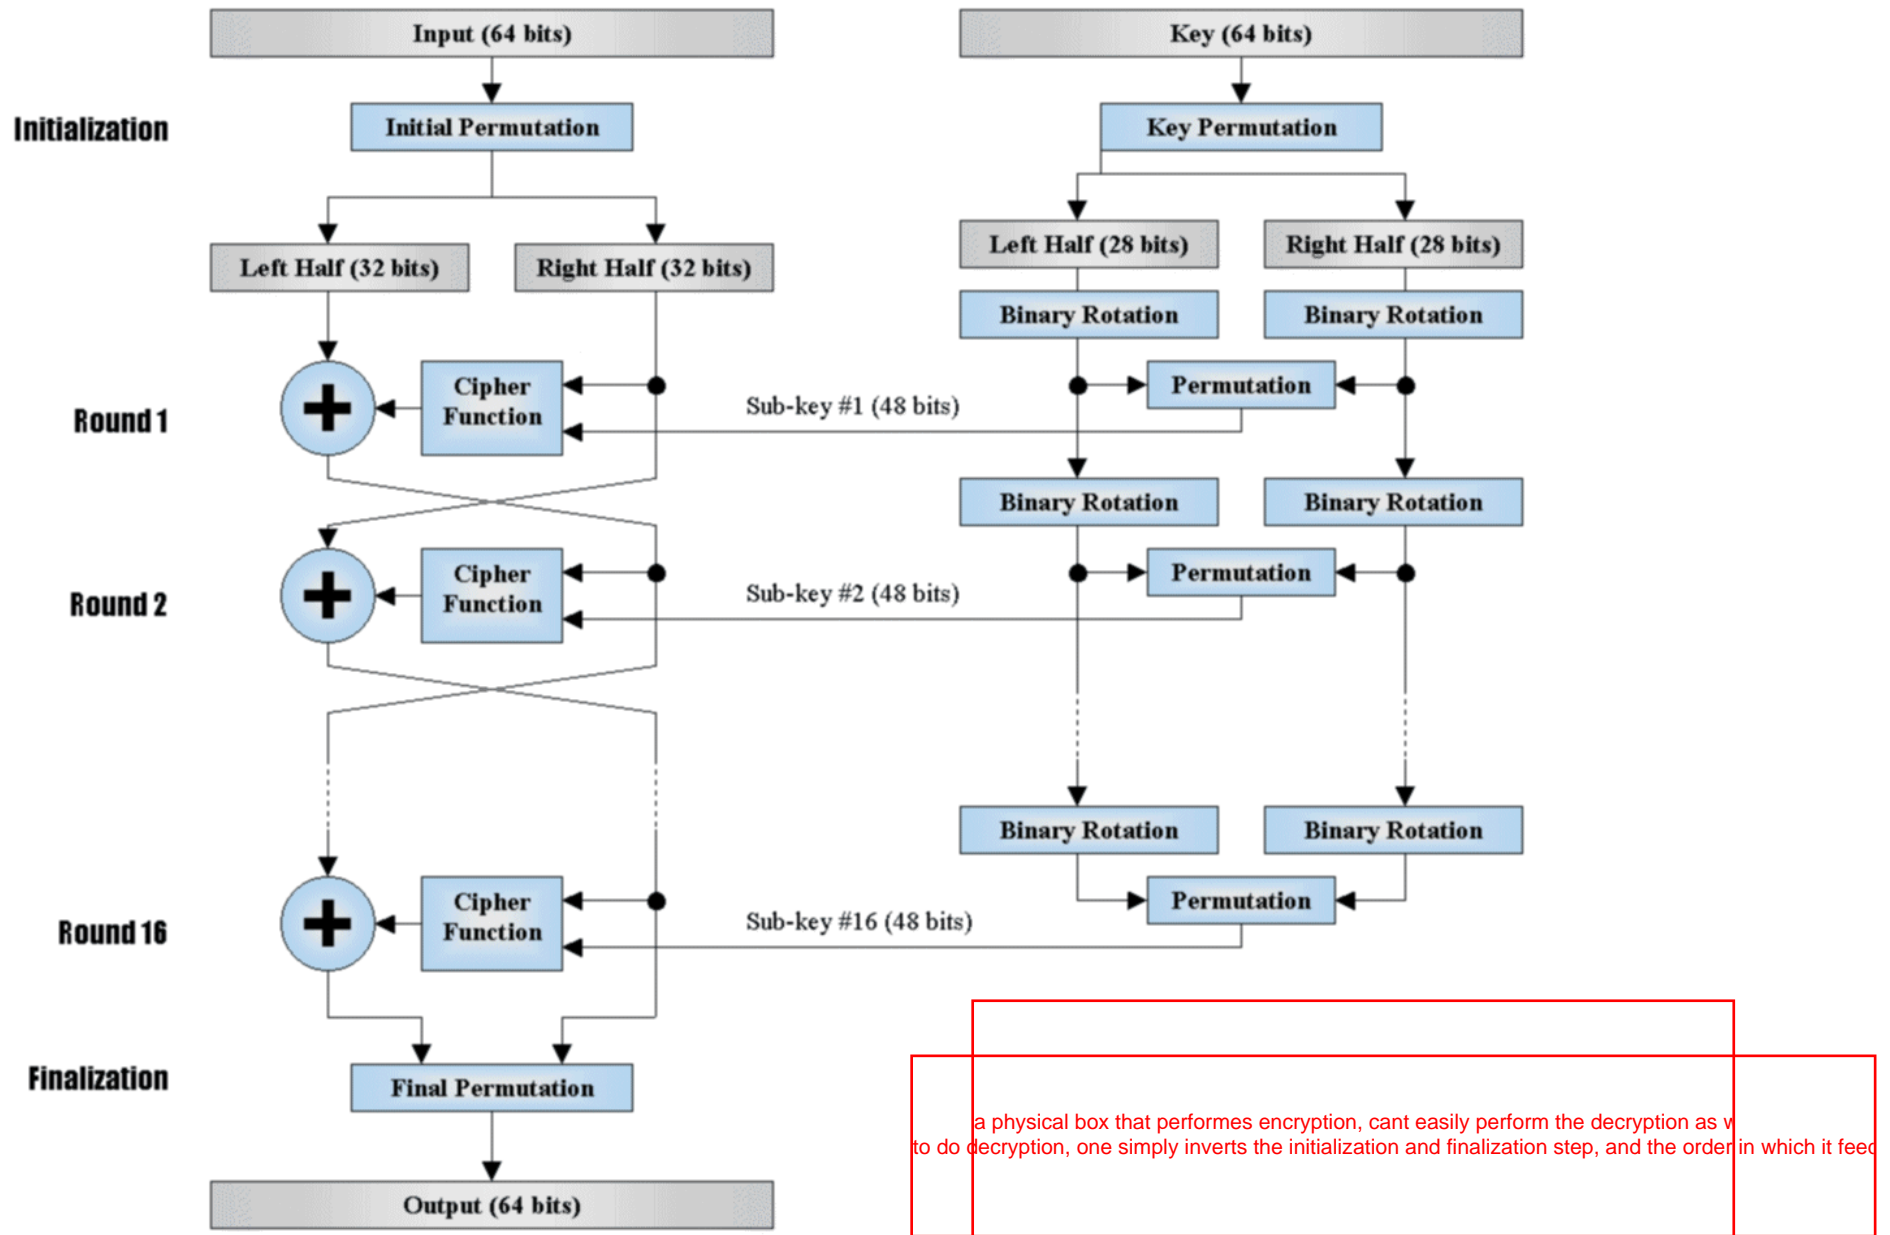 Input (64 bits)
Key (64 bits)
Initialization
Initial Permutation
Key Permutation
Left Half (32 bits)
Right Half (32 bits)
Left Half (28 bits)
Right Half (28 bits)
Binary Rotation
Binary Rotation
Round 1
Cipher
Function
Sub-key #1 (48 bits)
Permutation
Binary Rotation
Binary Rotation
Round 2
Cipher
Function
Sub-key #2 (48 bits)
Permutation
Binary Rotation
Binary Rotation
Round 16
Cipher
Function
Sub-key #16 (48 bits)
Permutation
Finalization
Final Permutation
a physical box that performes encryption, cant easily perform the decryption as
to do decryption, one simply inverts the initialization and finalization step, and the order in which it
Output (64 bits)